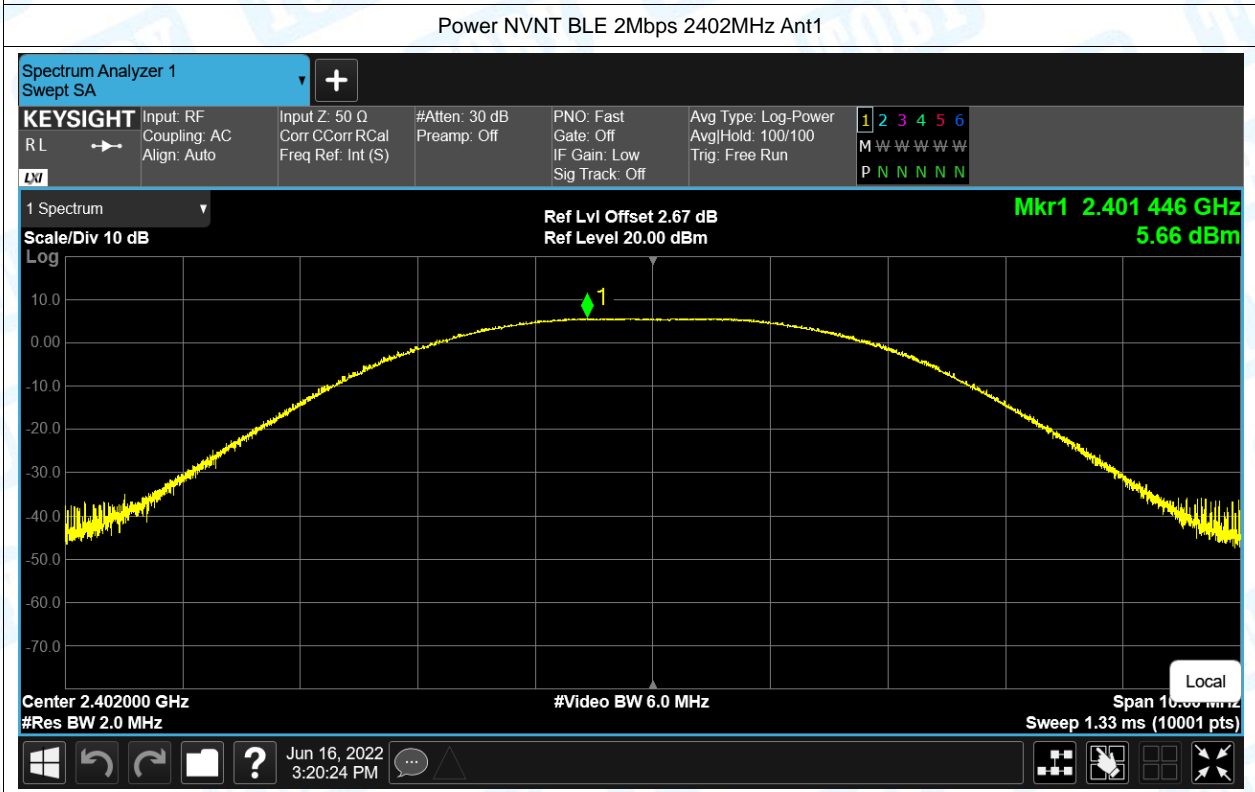 Power NVNT BLE 2Mbps 2402MHz Ant1
Spectrum Analyzer 1
Swept SA
KEYSIGHT
R L
LXI
Input: RF
Coupling: AC
Align: Auto
Input Z: 50 Ω
Corr CCorr RCal
Freq Ref: Int (S)
#Atten: 30 dB
Preamp: Off
PNO: Fast
Gate: Off
IF Gain: Low
Sig Track: Off
Avg Type: Log-Power
Avg|Hold: 100/100
Trig: Free Run
1 2 3 4 5 6
M W W W W W
P N N N N N
1 Spectrum
Scale/Div 10 dB
Ref Lvl Offset 2.67 dB
Ref Level 20.00 dBm
Mkr1 2.401 446 GHz
5.66 dBm
Log
1
10.0
0.00
-10.0
-20.0
-30.0
-40.0
-50.0
-60.0
-70.0
Local
Center 2.402000 GHz
#Video BW 6.0 MHz
Span 10.00 MHz
#Res BW 2.0 MHz
Sweep 1.33 ms (10001 pts)
?
Jun 16, 2022
3:20:24 PM